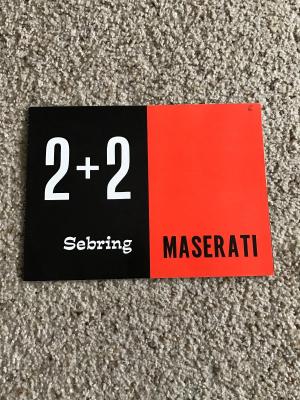 2+2
Sebring
MASERATI